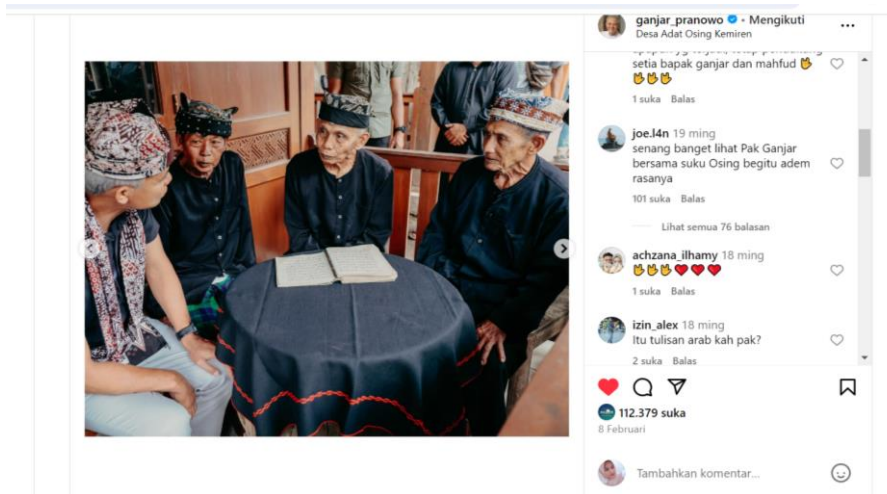 ganjar_pranowo • Mengikuti
Desa Adat Osing Kemiren
setia bapak ganjar dan mahfud 🤟
🤟🤟🤟
1 suka Balas
joe.l4n 19 ming
senang banget lihat Pak Ganjar
bersama suku Osing begitu adem
rasanya
101 suka Balas
Lihat semua 76 balasan
achzana_ilhamy 18 ming
🤟🤟🤟❤️❤️❤️
1 suka Balas
izin_alex 18 ming
Itu tulisan arab kah pak?
2 suka Balas
112.379 suka
8 Februari
Tambahkan komentar...